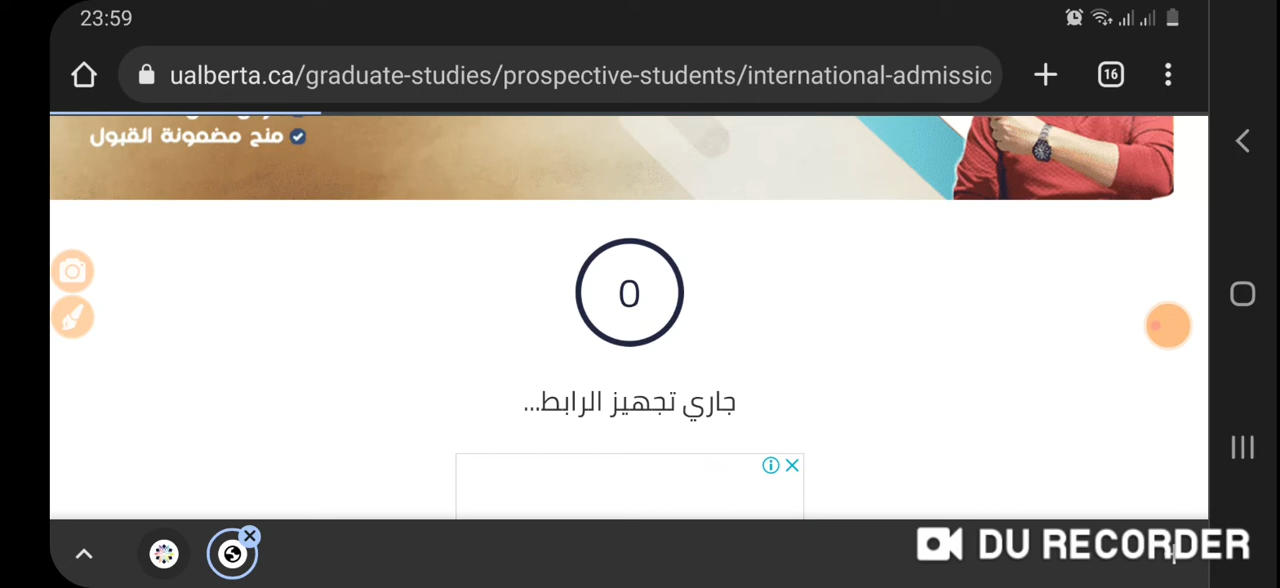 23:59
ualberta.ca/graduate-studies/prospective-students/international-admissic
16
منح مضمونة القبول
0
جاري تجهيز الرابط...
DU RECORDER